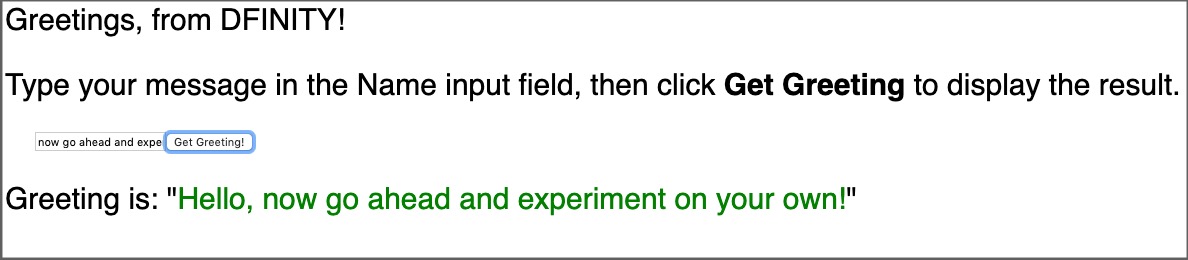 Greetings, from DFINITY!
Type your message in the Name input field, then click Get Greeting to display the result.
now go ahead and expe Get Greeting!
Greeting is: "Hello, now go ahead and experiment on your own!"